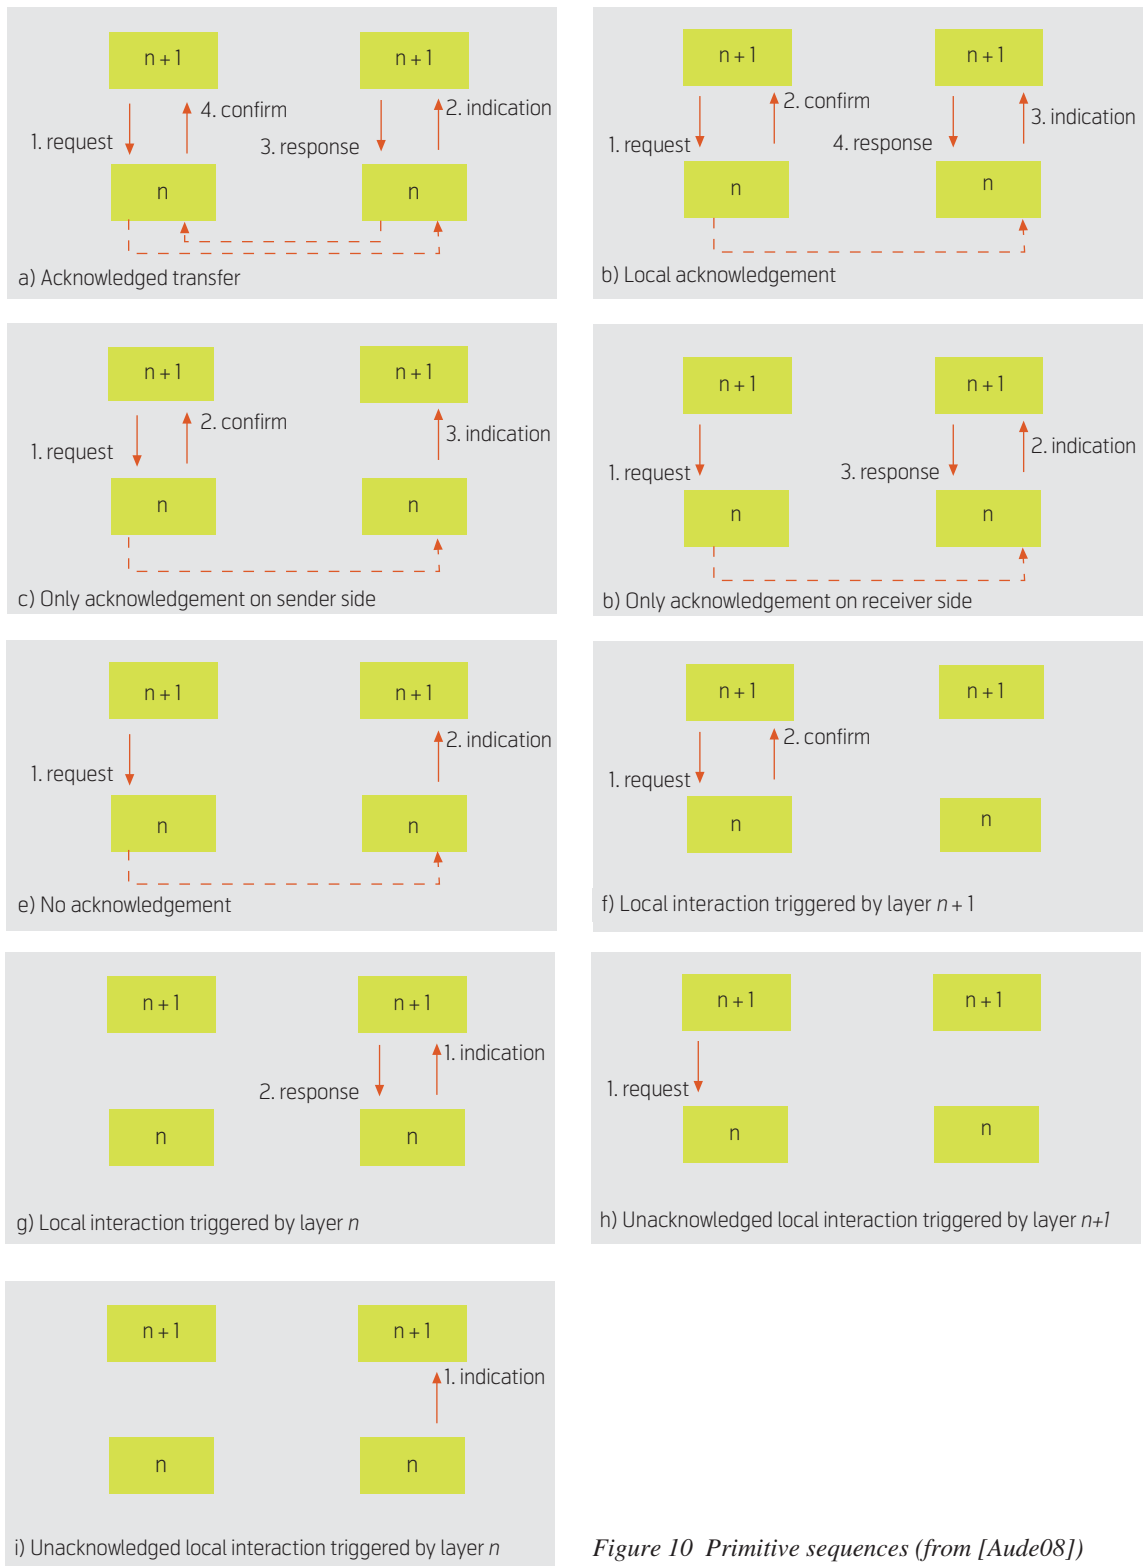 n + 1
n + 1
4. confirm
2. indication
1. request
3. response
n
n
a) Acknowledged transfer
n + 1
n + 1
2. confirm
3. indication
1. request
4. response
n
n
b) Local acknowledgement
n + 1
n + 1
2. confirm
3. indication
1. request
n
n
c) Only acknowledgement on sender side
n + 1
n + 1
2. indication
1. request
3. response
n
n
b) Only acknowledgement on receiver side
n + 1
n + 1
2. indication
1. request
n
n
e) No acknowledgement
n + 1
n + 1
2. confirm
1. request
n
n
f) Local interaction triggered by layer n + 1
n + 1
n + 1
1. indication
2. response
n
n
g) Local interaction triggered by layer n
n + 1
n + 1
1. request
n
n
h) Unacknowledged local interaction triggered by layer n+1
n + 1
n + 1
1. indication
n
n
i) Unacknowledged local interaction triggered by layer n
Figure 10 Primitive sequences (from [Aude08])